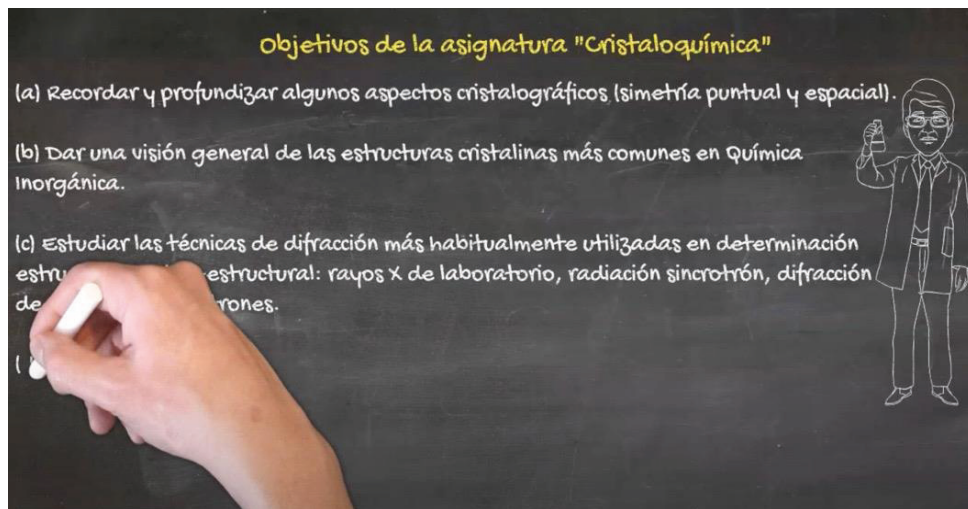 Objetivos de la asignatura "Cristaloquímica"
(a) Recordar y profundizar algunos aspectos cristalográficos (simetría puntual y espacial).
(b) Dar una visión general de las estructuras cristalinas más comunes en Química
Inorgánica.
(c) Estudiar las técnicas de difracción más habitualmente utilizadas en determinación
estructural: rayos X de laboratorio, radiación sincrotrón, difracción
de
(